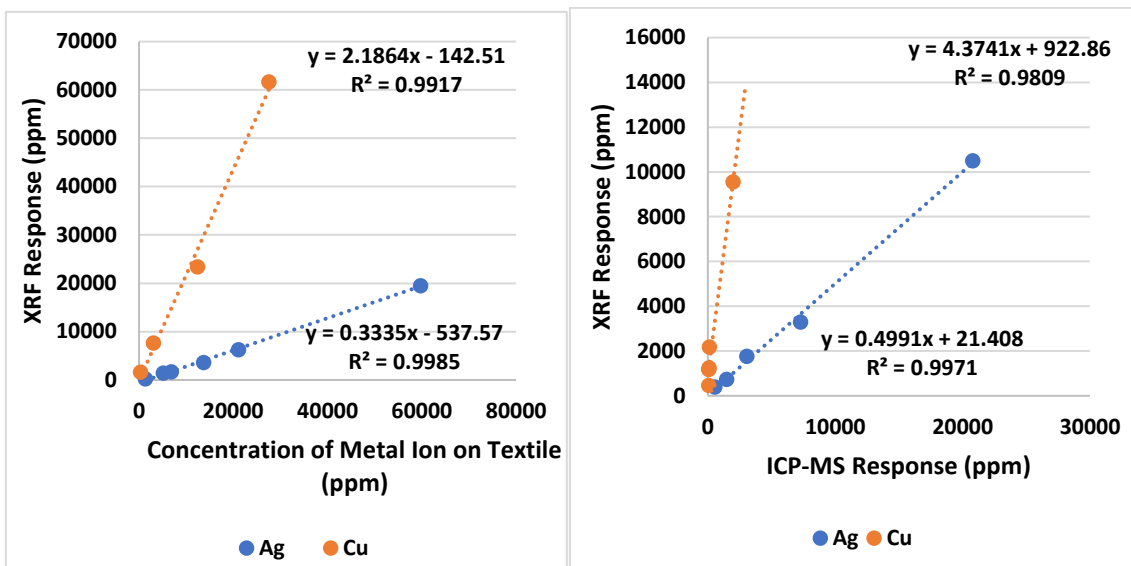 70000
60000
50000
40000
30000
20000
10000
0
XRF Response (ppm)
y = 2.1864x - 142.51
R² = 0.9917
y = 0.3335x - 537.57
R² = 0.9985
0 20000 40000 60000 80000
Concentration of Metal Ion on Textile
(ppm)
Ag Cu
16000
14000
12000
10000
8000
6000
4000
2000
0
XRF Response (ppm)
y = 4.3741x + 922.86
R² = 0.9809
y = 0.4991x + 21.408
R² = 0.9971
0 10000 20000 30000
ICP-MS Response (ppm)
Ag Cu